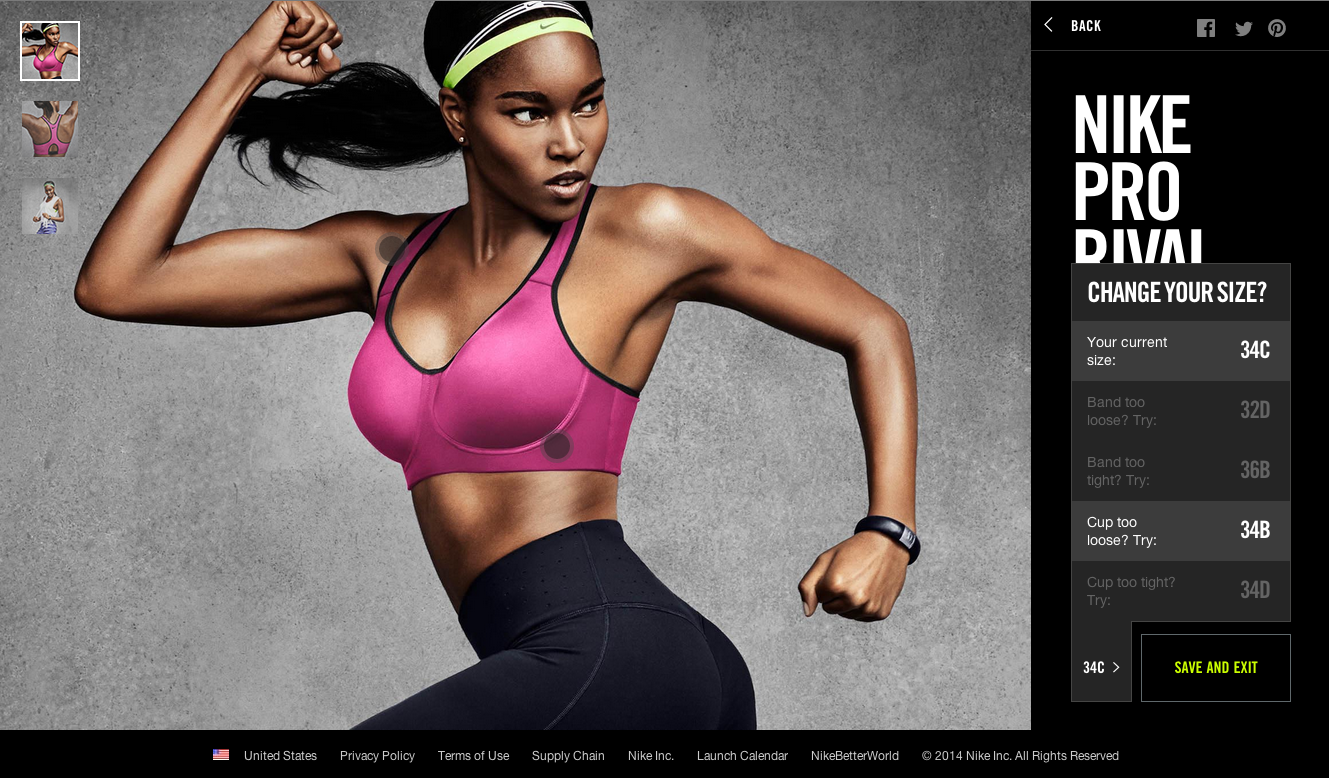 BACK
NIKE
PRO
RIVAL
CHANGE YOUR SIZE?
Your current
size:
34C
Band too
loose? Try:
32D
Band too
tight? Try:
36B
Cup too
loose? Try:
34B
Cup too tight?
Try:
34D
34C
SAVE AND EXIT
United States
Privacy Policy
Terms of Use
Supply Chain
Nike Inc.
Launch Calendar
NikeBetterWorld
© 2014 Nike Inc. All Rights Reserved